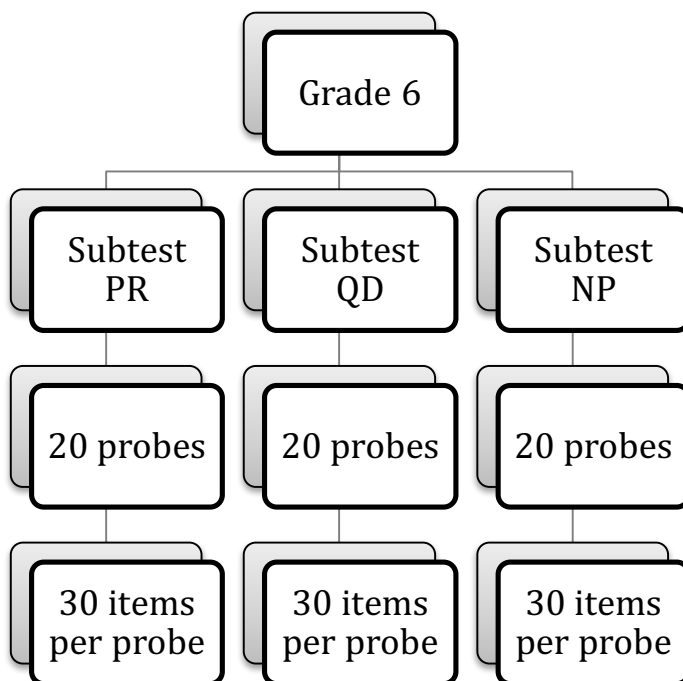 Grade 6
Subtest
PR
Subtest
QD
Subtest
NP
20 probes
20 probes
20 probes
30 items
per probe
30 items
per probe
30 items
per probe